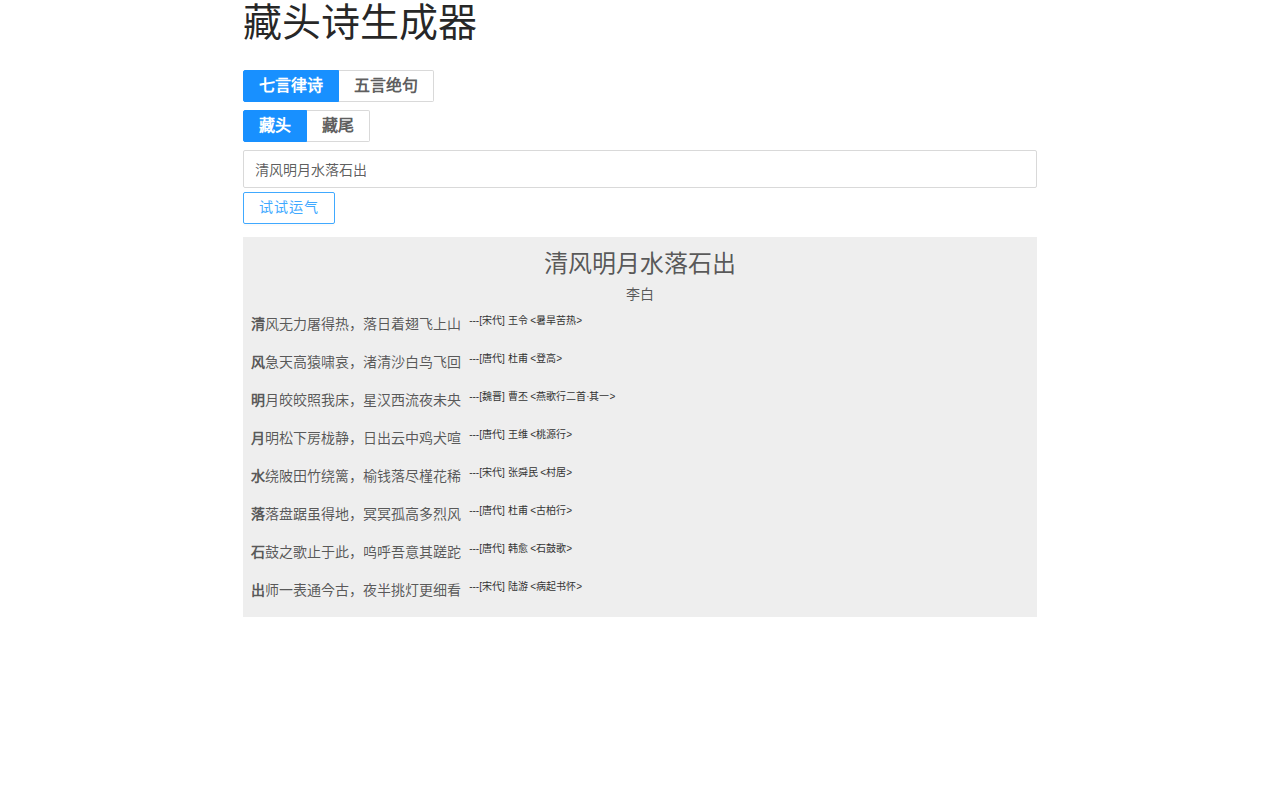 藏头诗生成器
七言律诗 五言绝句
藏头 藏尾
清风明月水落石出
试试运气
清风明月水落石出
李白
清风无力屠得热，落日着翅飞上山 ---[宋代] 王令 <暑旱苦热>
风急天高猿啸哀，渚清沙白鸟飞回 ---[唐代] 杜甫 <登高>
明月皎皎照我床，星汉西流夜未央 ---[魏晋] 曹丕 <燕歌行二首·其一>
月明松下房栊静，日出云中鸡犬喧 ---[唐代] 王维 <桃源行>
水绕陂田竹绕篱，榆钱落尽槿花稀 ---[宋代] 张舜民 <村居>
落落盘踞虽得地，冥冥孤高多烈风 ---[唐代] 杜甫 <古柏行>
石鼓之歌止于此，呜呼吾意其蹉跎 ---[唐代] 韩愈 <石鼓歌>
出师一表通今古，夜半挑灯更细看 ---[宋代] 陆游 <病起书怀>